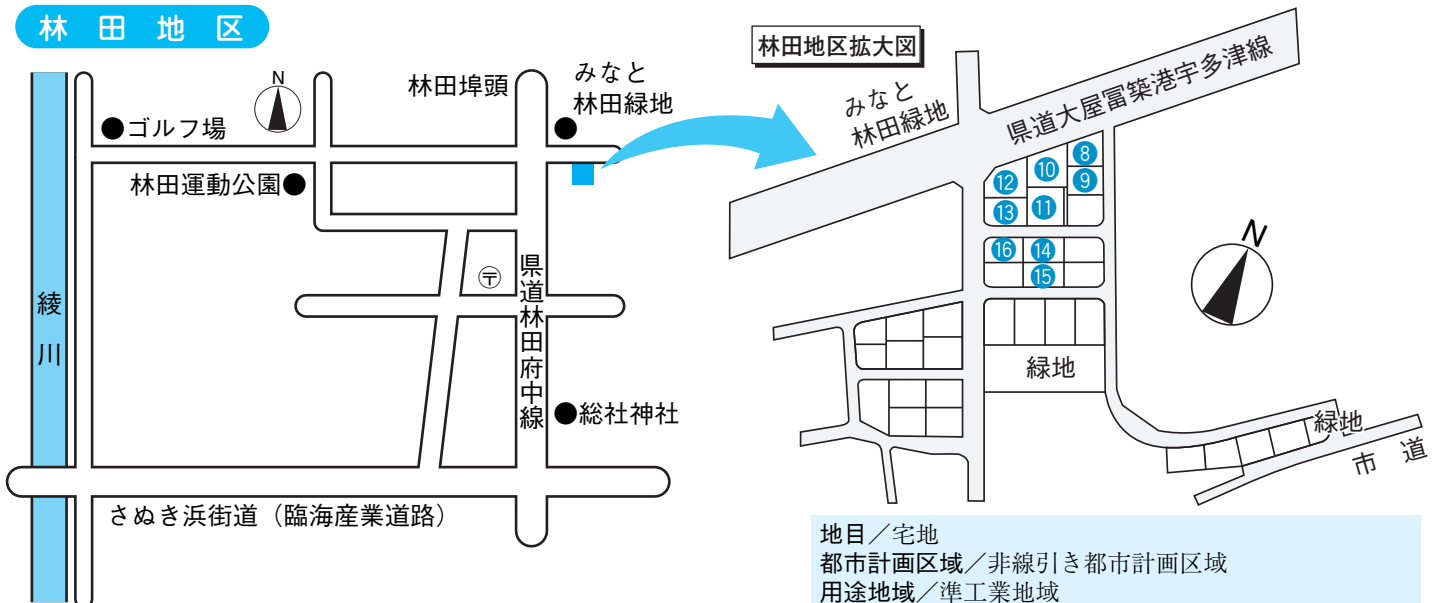 林田地区
N
ゴルフ場
林田運動公園
林田埠頭
みなと
林田緑地
〒
県道林田府中線
総社神社
綾川
さぬき浜街道（臨海産業道路）
林田地区拡大図
みなと
林田緑地
県道大屋冨築港宇多津線
8
9
10
11
12
13
14
15
16
N
緑地
緑地
市道
地目／宅地
都市計画区域／非線引き都市計画区域
用途地域／準工業地域